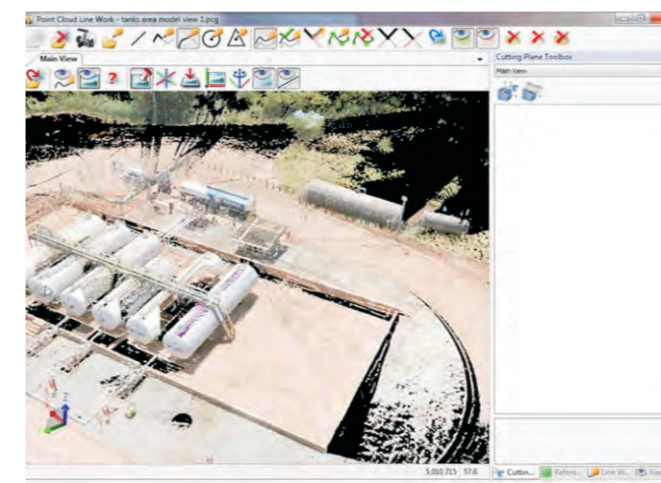 Point Cloud Line Work - tanks area model view 1.pcg
Main View
Cutting Plane Toolbox
Main View
Z
5,010,715 57.6
Cuttin... Refere... Line W...